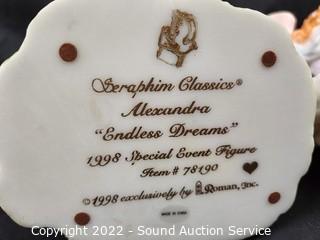 Seraphim Classics®
Alexandra
"Endless Dreams"
1998 Special Event Figure
Item # 78190
©1998 exclusively by Roman, Inc.
MADE IN CHINA
Copyright © 2022 - Sound Auction Service